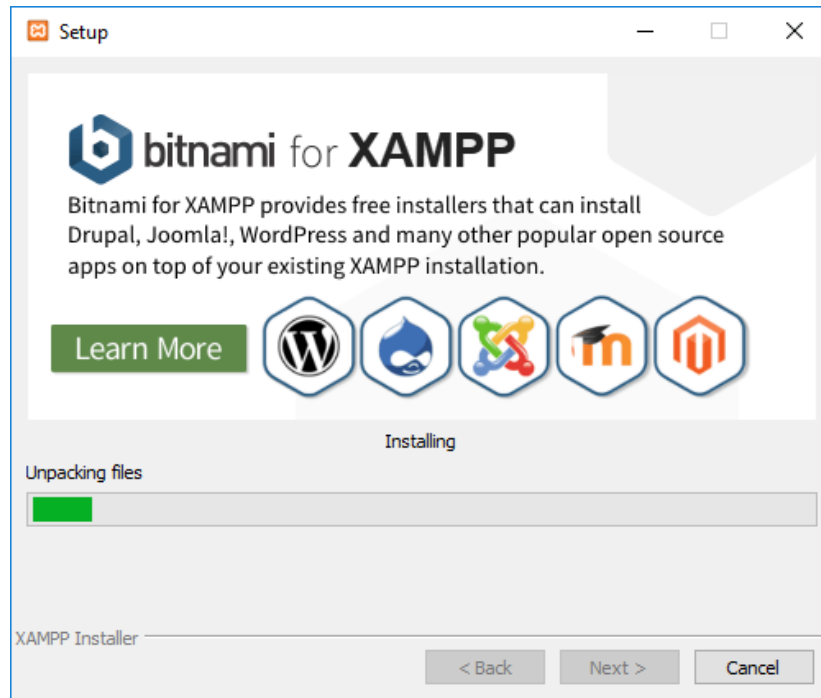 Setup
bitnami for XAMPP
Bitnami for XAMPP provides free installers that can install
Drupal, Joomla!, WordPress and many other popular open source
apps on top of your existing XAMPP installation.
Learn More
Installing
Unpacking files
XAMPP Installer
< Back Next > Cancel